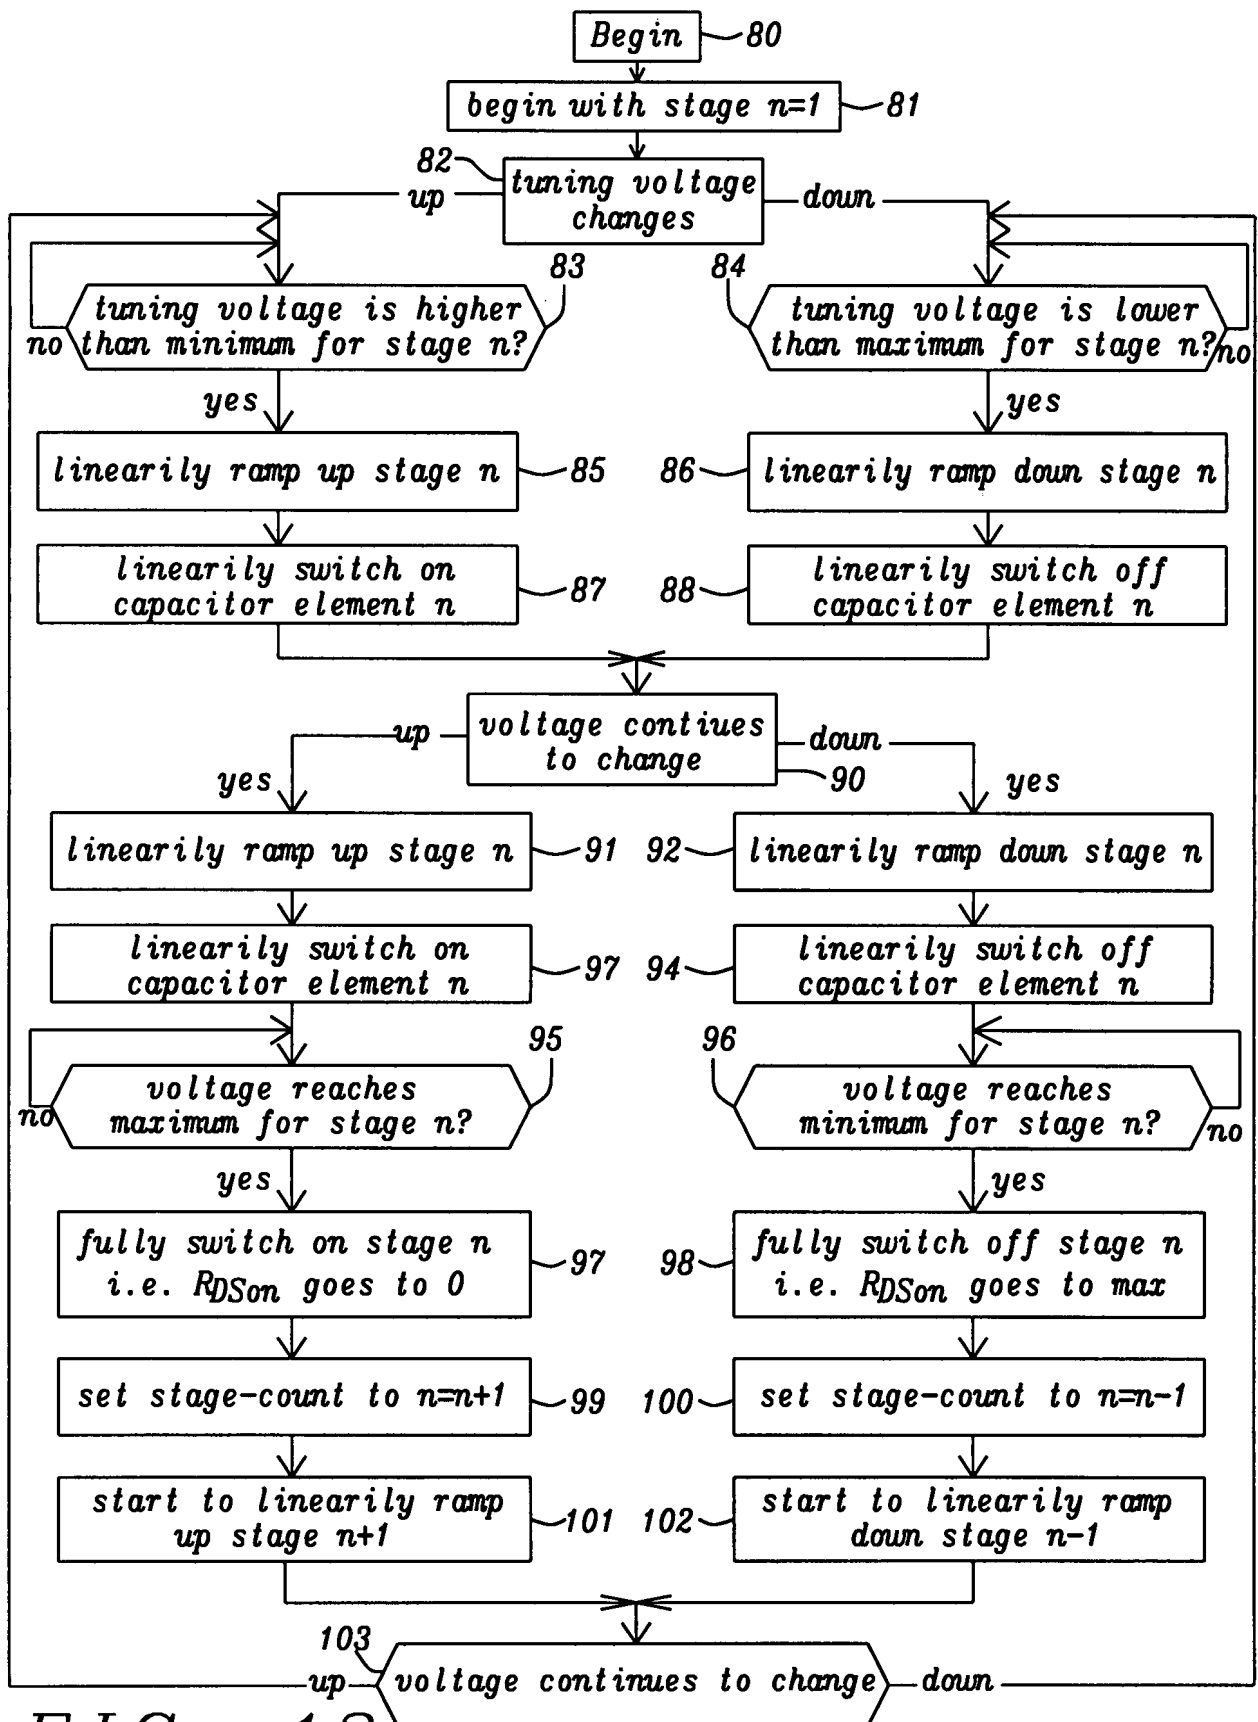 Begin
80
begin with stage n=1
81
82
tuning voltage
changes
up
down
83
84
tuning voltage is higher
than minimum for stage n?
no
tuning voltage is lower
than maximum for stage n?
no
yes
yes
linearily ramp up stage n
85
86
linearily ramp down stage n
linearily switch on
capacitor element n
87
88
linearily switch off
capacitor element n
voltage contiues
to change
up
down
90
yes
yes
linearily ramp up stage n
91
92
linearily ramp down stage n
linearily switch on
capacitor element n
97
94
linearily switch off
capacitor element n
95
96
voltage reaches
maximum for stage n?
no
voltage reaches
minimum for stage n?
no
yes
yes
fully switch on stage n
i.e. RDSon goes to 0
97
98
fully switch off stage n
i.e. RDSon goes to max
set stage-count to n=n+1
99
100
set stage-count to n=n-1
start to linearily ramp
up stage n+1
101
102
start to linearily ramp
down stage n-1
103
up
voltage continues to change
down